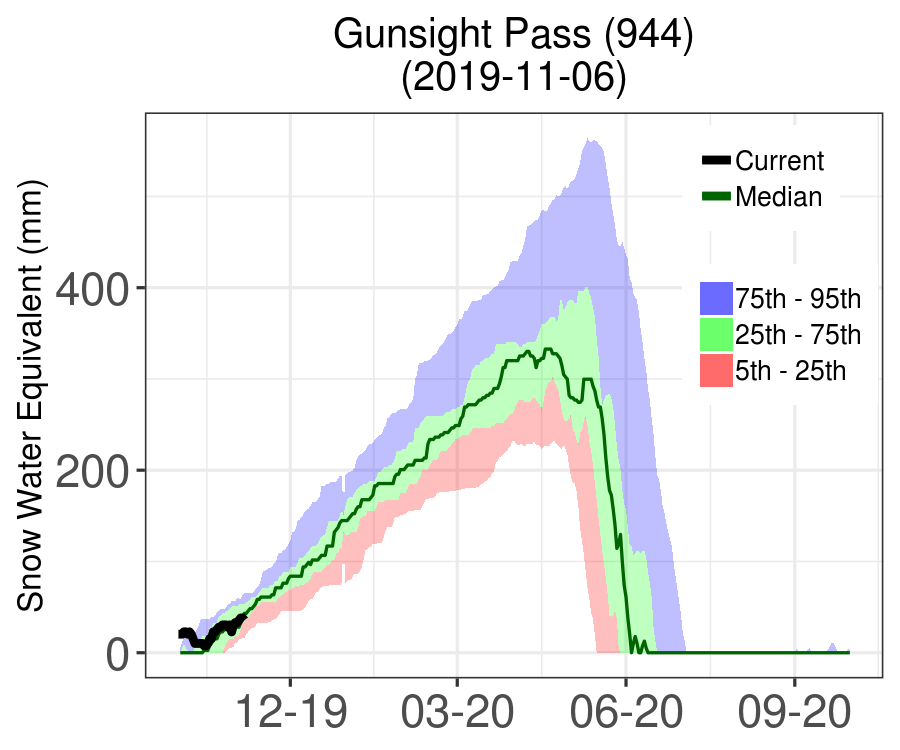 Gunsight Pass (944)
(2019-11-06)
Snow Water Equivalent (mm)
400
200
0
12-19
03-20
06-20
09-20
Current
Median
75th - 95th
25th - 75th
5th - 25th